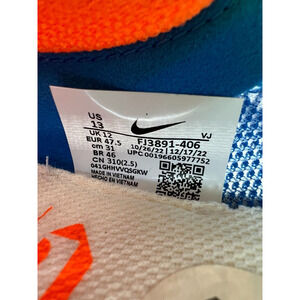 US
13
UK 12
EUR 47.5
cm 31
BR 46
CN 310(2.5)
041GHHVVQSGKW
MADE IN VIETNAM
HECHO EN VIETNAM
VJ
FJ3891-406
10/26/22 12/17/22
UPC 00196605977752